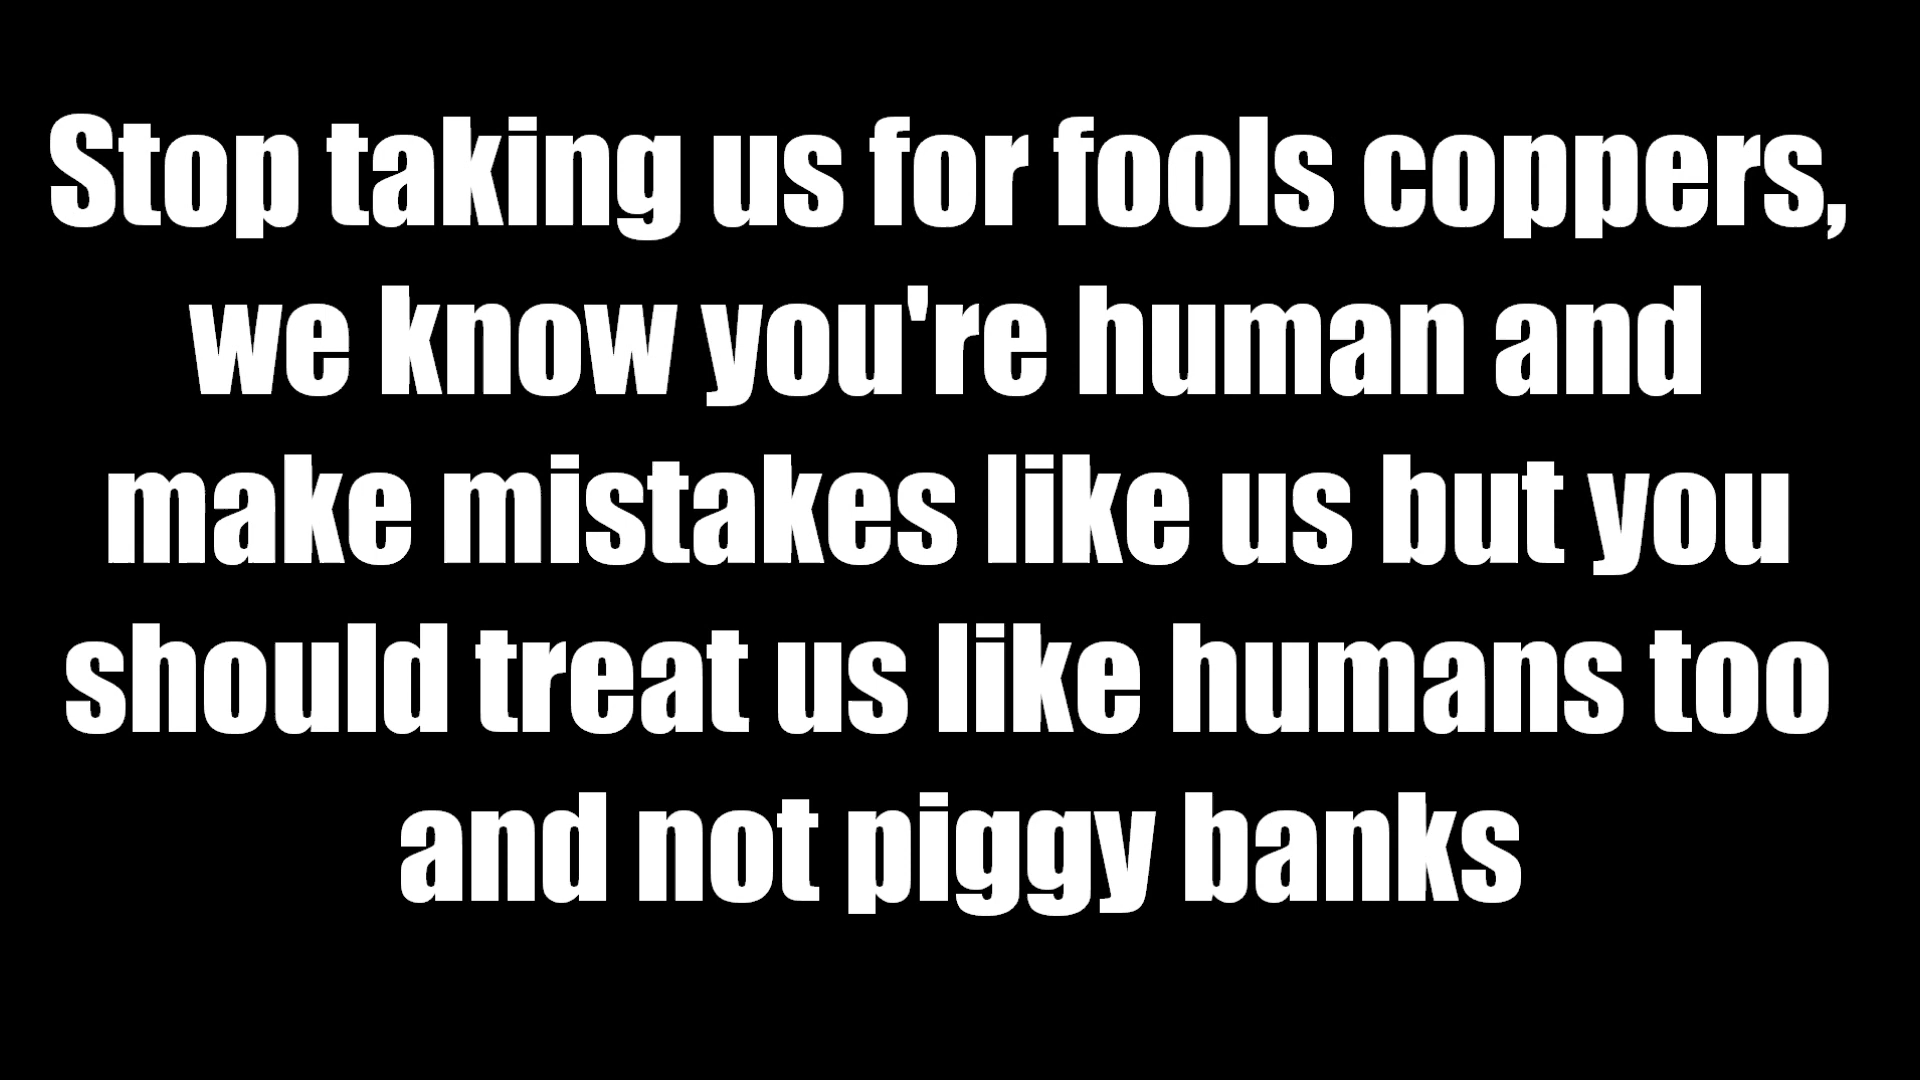 Stop taking us for fools coppers,
we know you're human and
make mistakes like us but you
should treat us like humans too
and not piggy banks